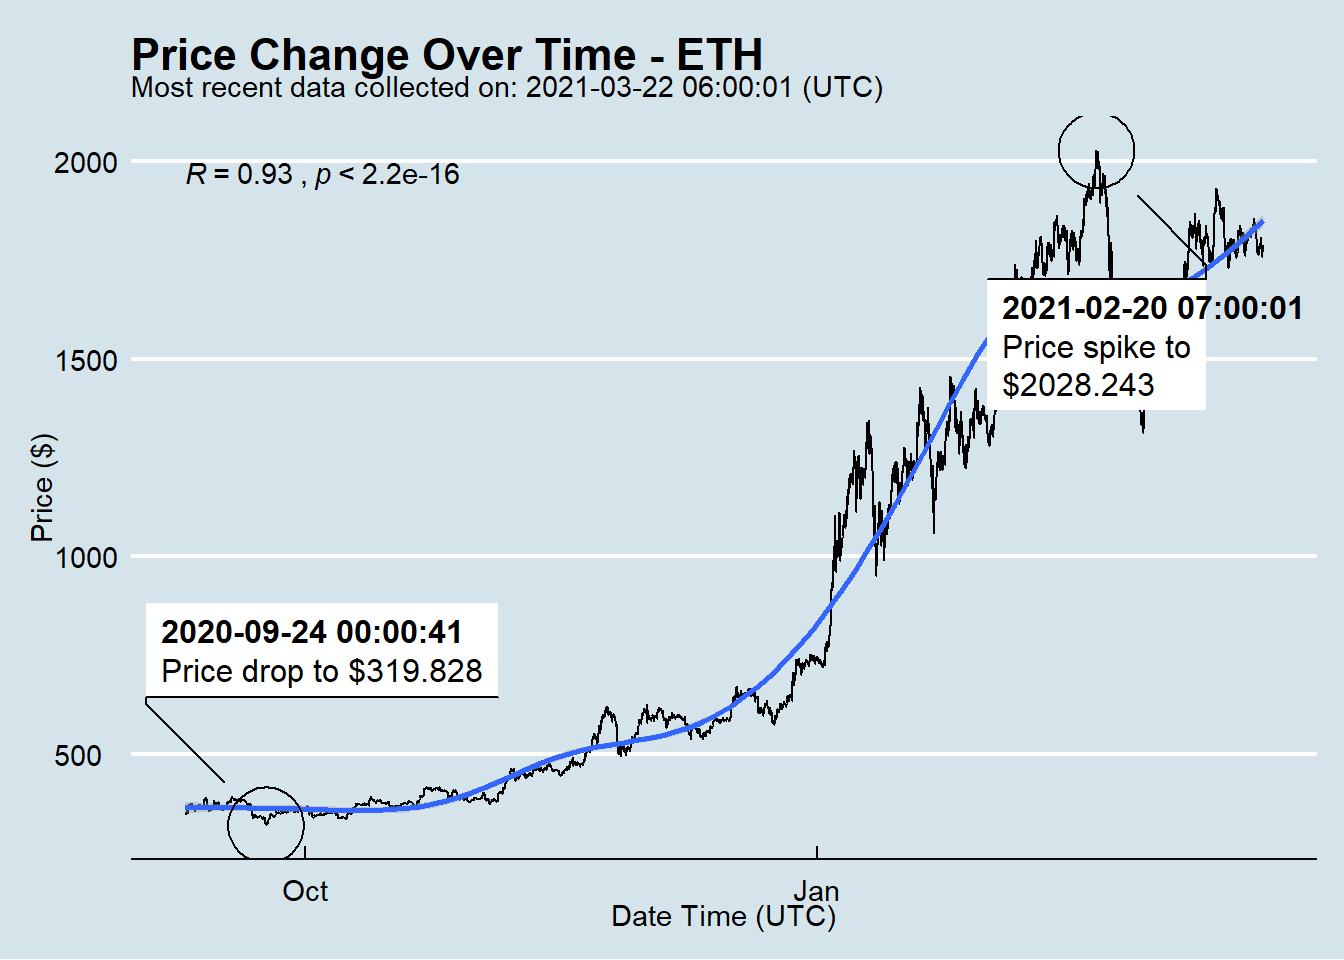 Price Change Over Time - ETH
Most recent data collected on: 2021-03-22 06:00:01 (UTC)
R = 0.93 , p < 2.2e-16
2000
1500
1000
500
Price ($)
2021-02-20 07:00:01
Price spike to
$2028.243
2020-09-24 00:00:41
Price drop to $319.828
Oct
Jan
Date Time (UTC)